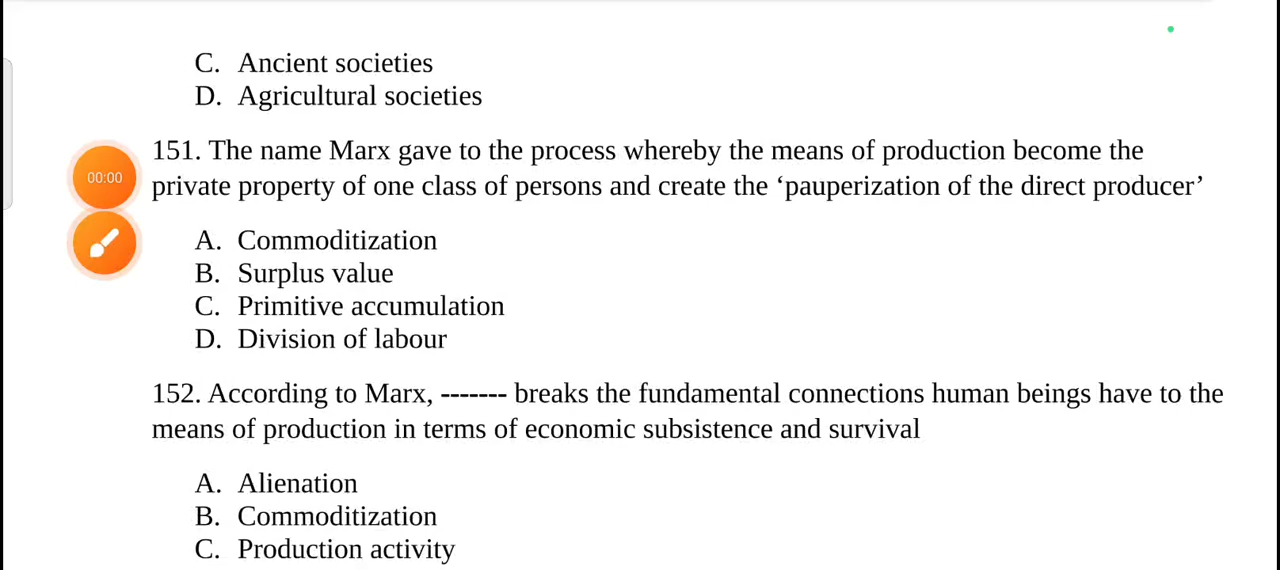 C. Ancient societies
D. Agricultural societies
151. The name Marx gave to the process whereby the means of production become the
00:00
private property of one class of persons and create the ‘pauperization of the direct producer’
A. Commoditization
B. Surplus value
C. Primitive accumulation
D. Division of labour
152. According to Marx, ------- breaks the fundamental connections human beings have to the
means of production in terms of economic subsistence and survival
A. Alienation
B. Commoditization
C. Production activity